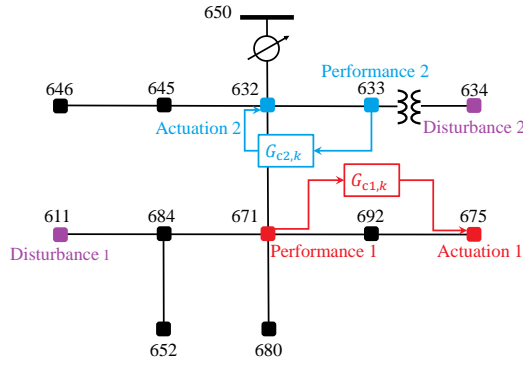 650
Performance 2
646
645
632
633
634
Actuation 2
Disturbance 2
G_{c2,k}
G_{c1,k}
611
684
671
692
675
Disturbance 1
Performance 1
Actuation 1
652
680